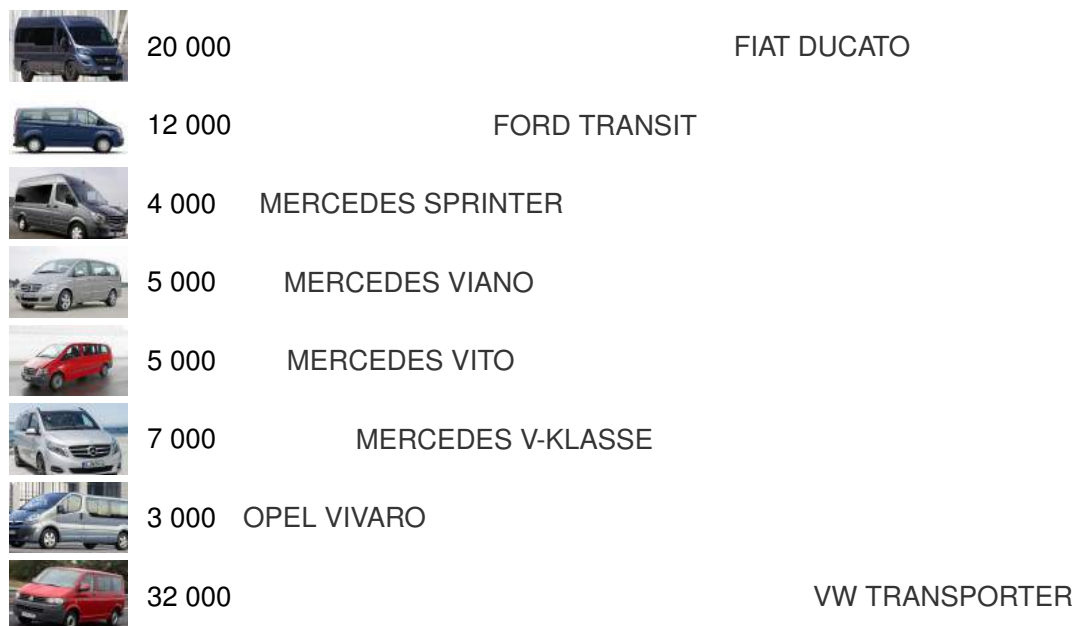 20 000 FIAT DUCATO
12 000 FORD TRANSIT
4 000 MERCEDES SPRINTER
5 000 MERCEDES VIANO
5 000 MERCEDES VITO
7 000 MERCEDES V-KLASSE
3 000 OPEL VIVARO
32 000 VW TRANSPORTER